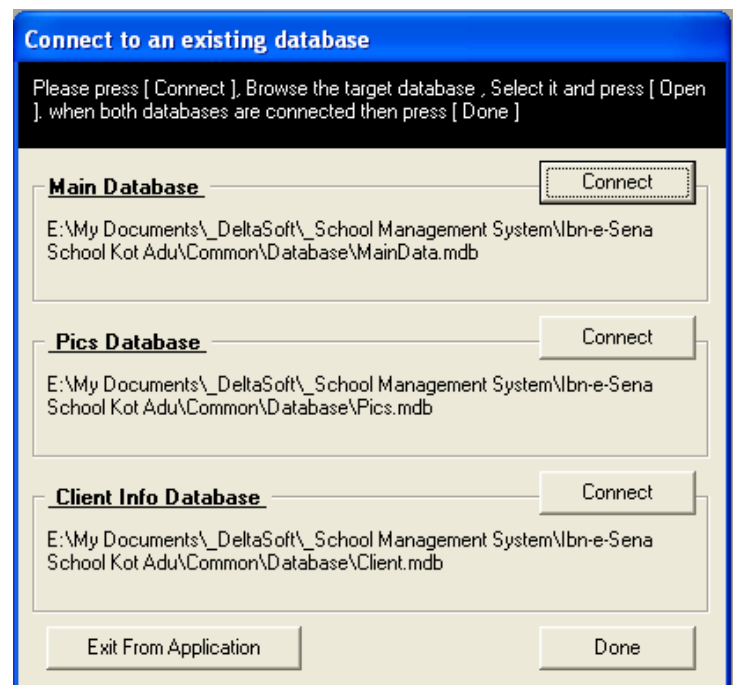 Connect to an existing database
Please press [ Connect ], Browse the target database , Select it and press [ Open
]. when both databases are connected then press [ Done ]
Main Database
Connect
E:\My Documents\_DeltaSoft\_School Management System\Ibn-e-Sena
School Kot Adu\Common\Database\MainData.mdb
Pics Database
Connect
E:\My Documents\_DeltaSoft\_School Management System\Ibn-e-Sena
School Kot Adu\Common\Database\Pics.mdb
Client Info Database
Connect
E:\My Documents\_DeltaSoft\_School Management System\Ibn-e-Sena
School Kot Adu\Common\Database\Client.mdb
Exit From Application
Done